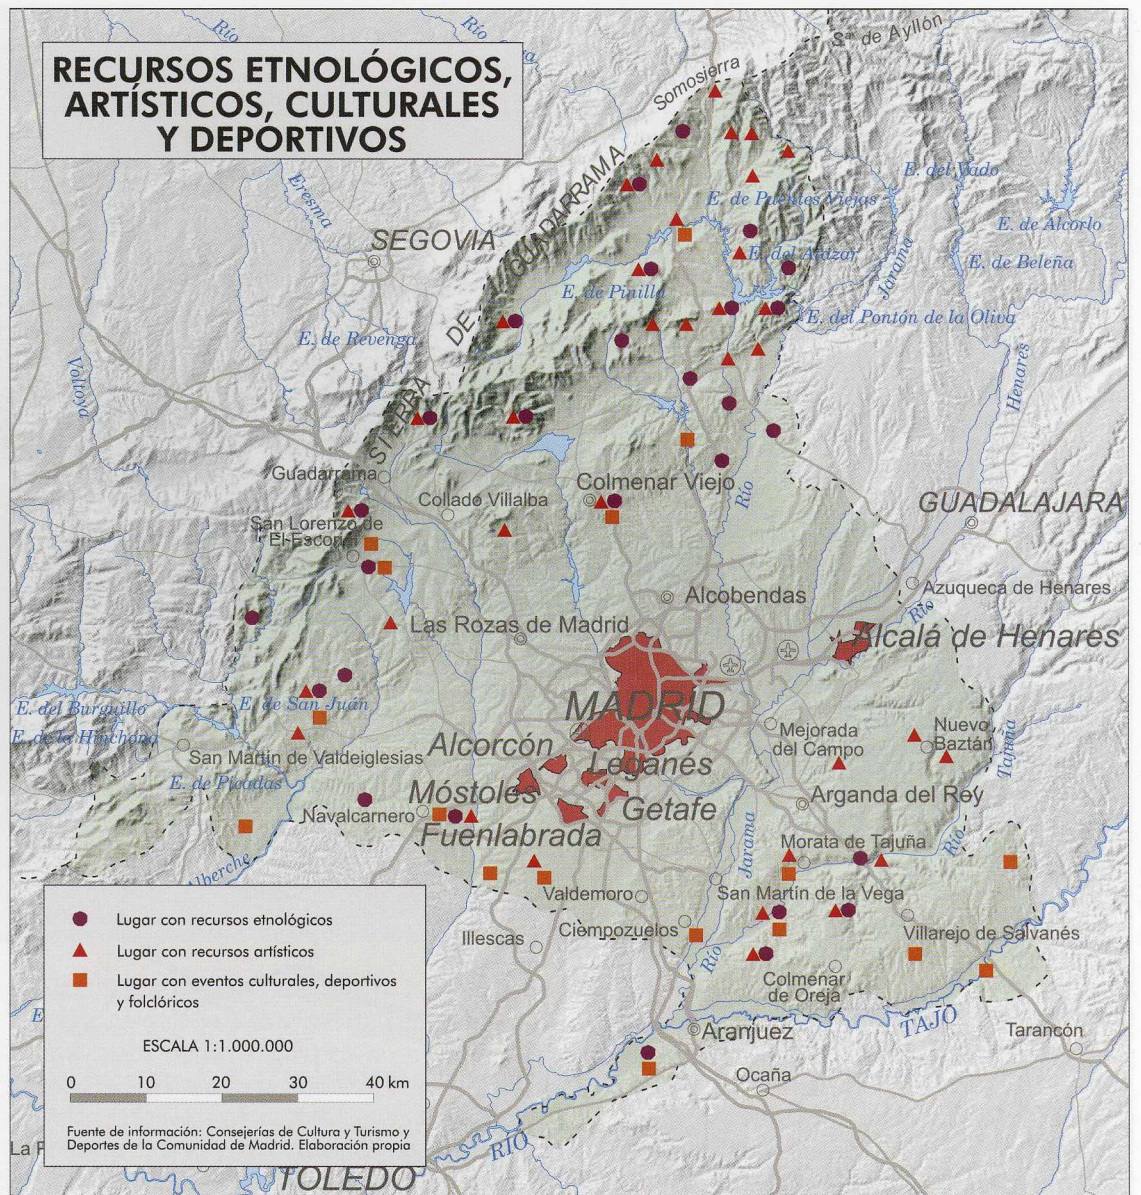 RECURSOS ETNOLÓGICOS,
ARTÍSTICOS, CULTURALES
Y DEPORTIVOS
Río
Río
Sª de Ayllón
Somosierra
Eresma
SEGOVIA
SIERRA
DE
GUADARRAMA
E. del Vado
E. de Puentes Viejas
E. de Alcorlo
E. del Atazar
E. de Beleña
Jarama
E. de Pinilla
E. del Pontón de la Oliva
E. de Revenga
Voltoya
Henares
Guadarrama
Collado Villalba
Colmenar Viejo
Río
GUADALAJARA
San Lorenzo de
El Escorial
Azuqueca de Henares
Alcobendas
Río
Las Rozas de Madrid
Alcalá de Henares
E. del Burguillo
E. de San Juan
MADRID
Mejorada
del Campo
Nuevo
Baztán
Tajuña
San Martín de Valdeiglesias
Alcorcón
Leganés
E. de Picadas
Móstoles
Getafe
Arganda del Rey
Navalcarnero
Fuenlabrada
Jarama
Morata de Tajuña
Río
Alberche
Valdemoro
San Martín de la Vega
Ciempozuelos
Illescas
Villarejo de Salvanés
Río
Colmenar
de Oreja
Aranjuez
TAJO
Tarancón
Ocaña
RÍO
TOLEDO
Lugar con recursos etnológicos
Lugar con recursos artísticos
Lugar con eventos culturales, deportivos
y folclóricos
ESCALA 1:1.000.000
0 10 20 30 40 km
Fuente de información: Consejerías de Cultura y Turismo y
Deportes de la Comunidad de Madrid. Elaboración propia